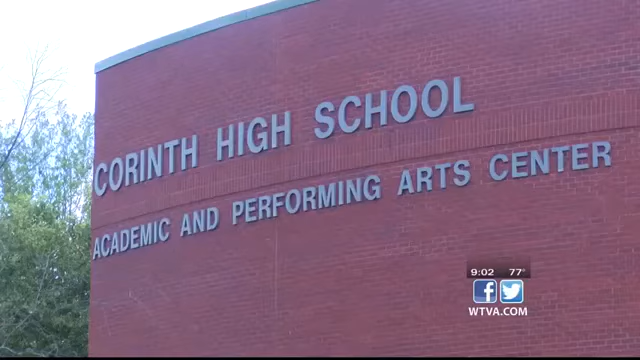 CORINTH HIGH SCHOOL
ACADEMIC AND PERFORMING ARTS CENTER
9:02 77°
WTVA.COM